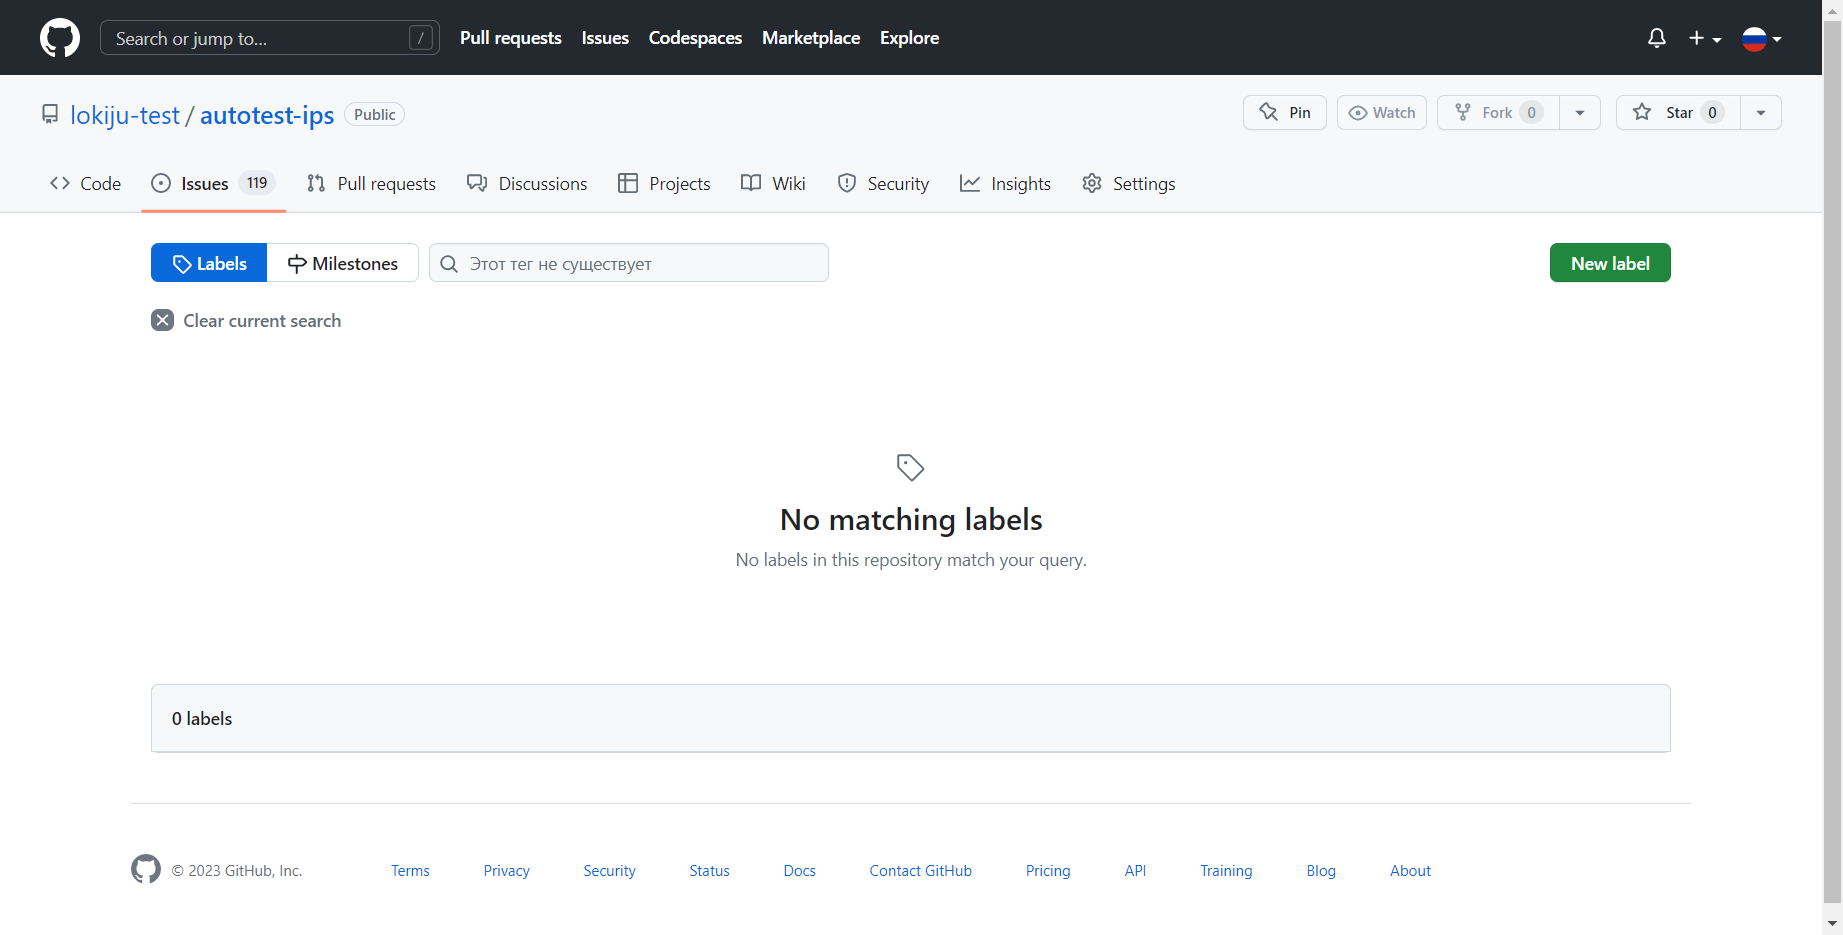 Search or jump to... /
Pull requests Issues Codespaces Marketplace Explore
lokiju-test / autotest-ips Public
Pin Watch Fork 0 Star 0
Code Issues 119 Pull requests Discussions Projects Wiki Security Insights Settings
Labels Milestones Этот тег не существует New label
Clear current search
No matching labels
No labels in this repository match your query.
0 labels
© 2023 GitHub, Inc. Terms Privacy Security Status Docs Contact GitHub Pricing API Training Blog About